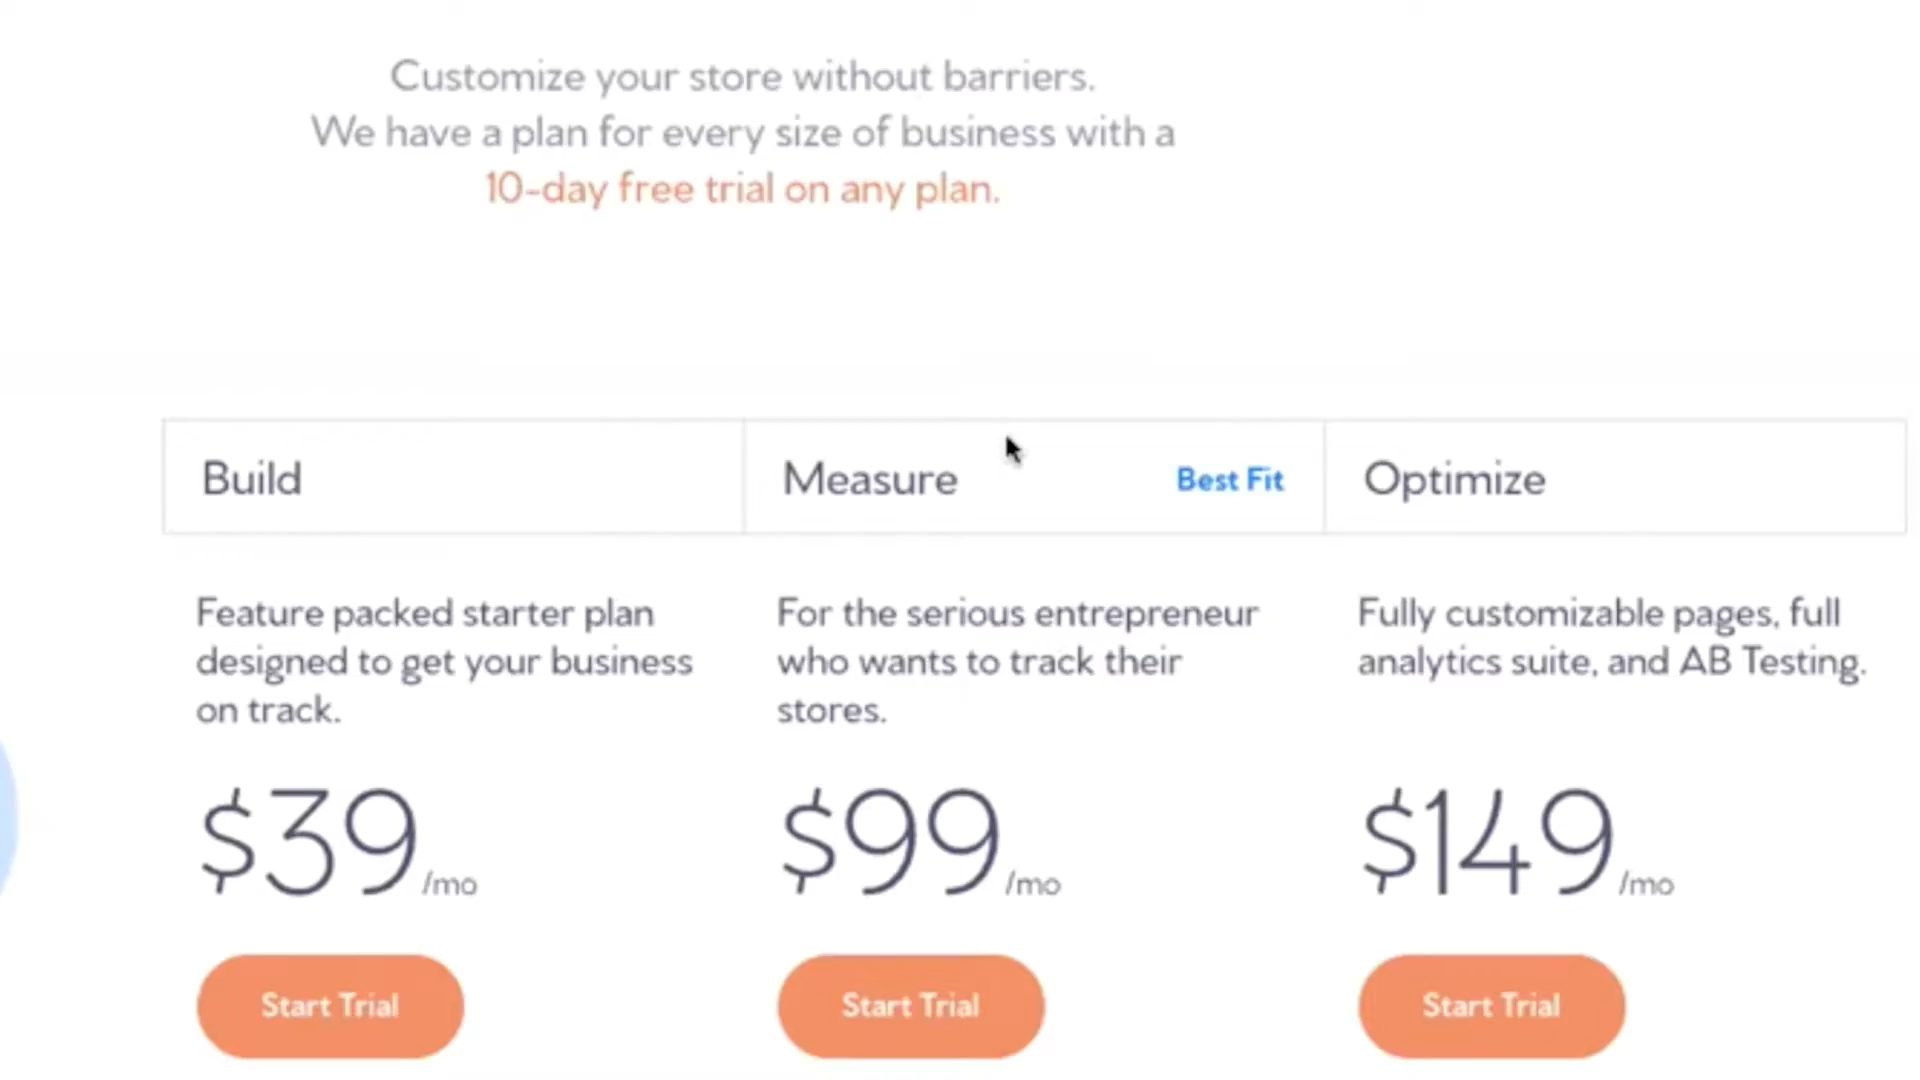 Customize your store without barriers.
We have a plan for every size of business with a
10-day free trial on any plan.
Build
Measure
Best Fit
Optimize
Feature packed starter plan
designed to get your business
on track.
For the serious entrepreneur
who wants to track their
stores.
Fully customizable pages, full
analytics suite, and AB Testing.
$39/mo
$99/mo
$149/mo
Start Trial
Start Trial
Start Trial